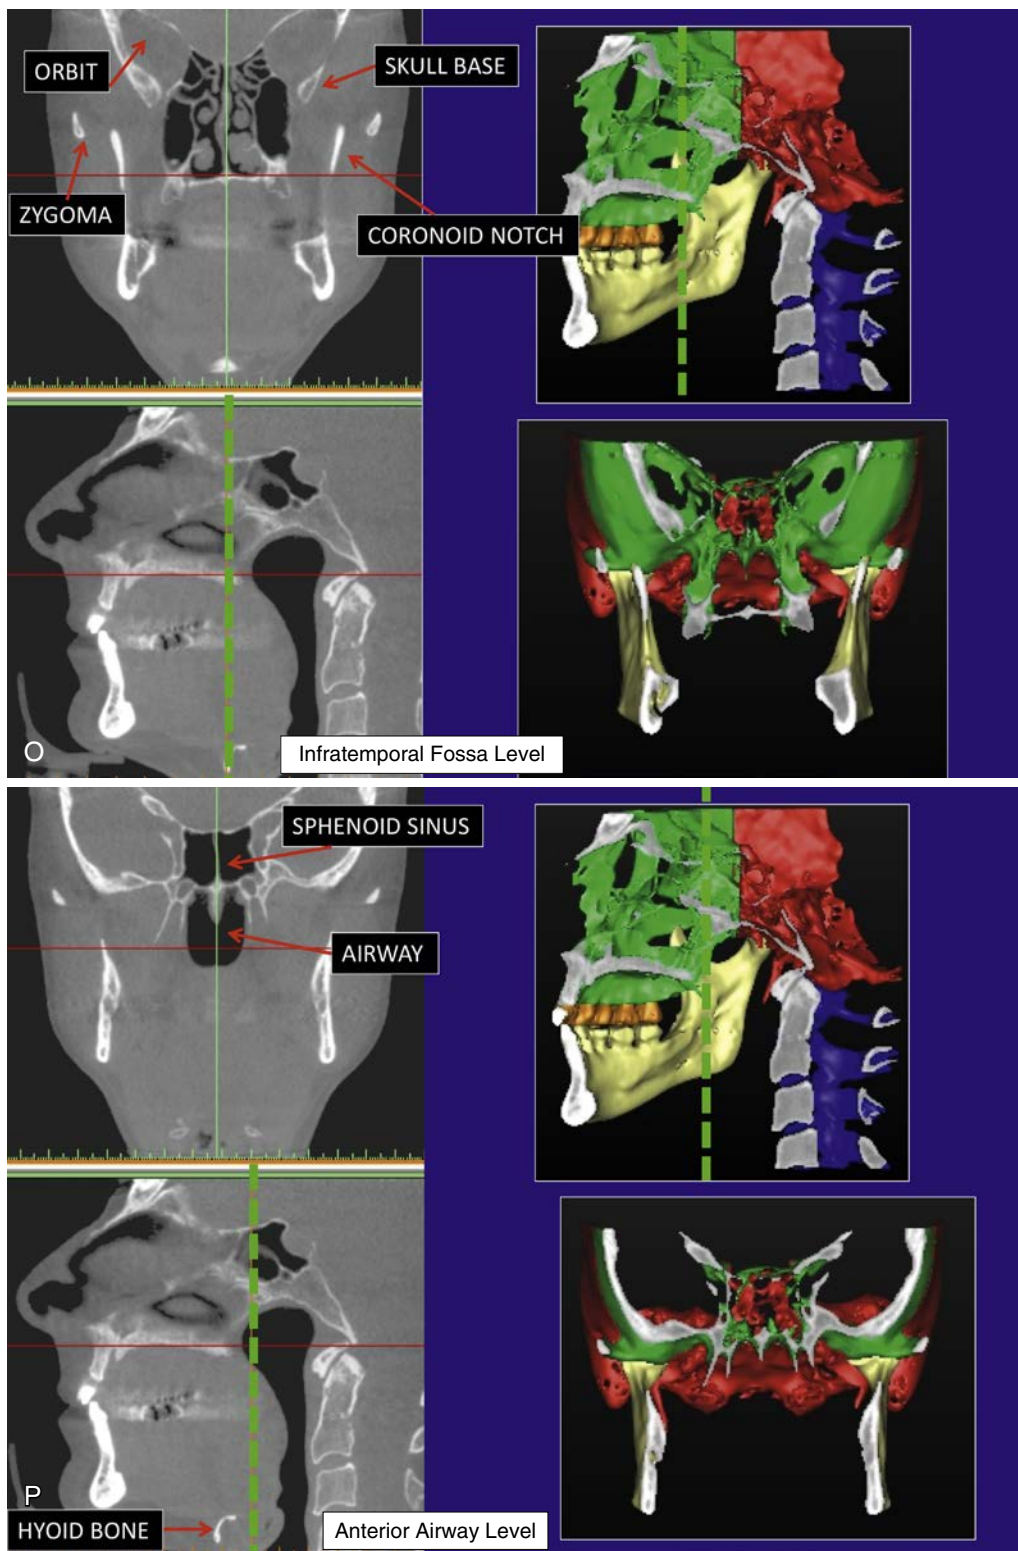 ORBIT
SKULL BASE
ZYGOMA
CORONOID NOTCH
O
Infratemporal Fossa Level
SPHENOID SINUS
AIRWAY
P
HYOID BONE
Anterior Airway Level